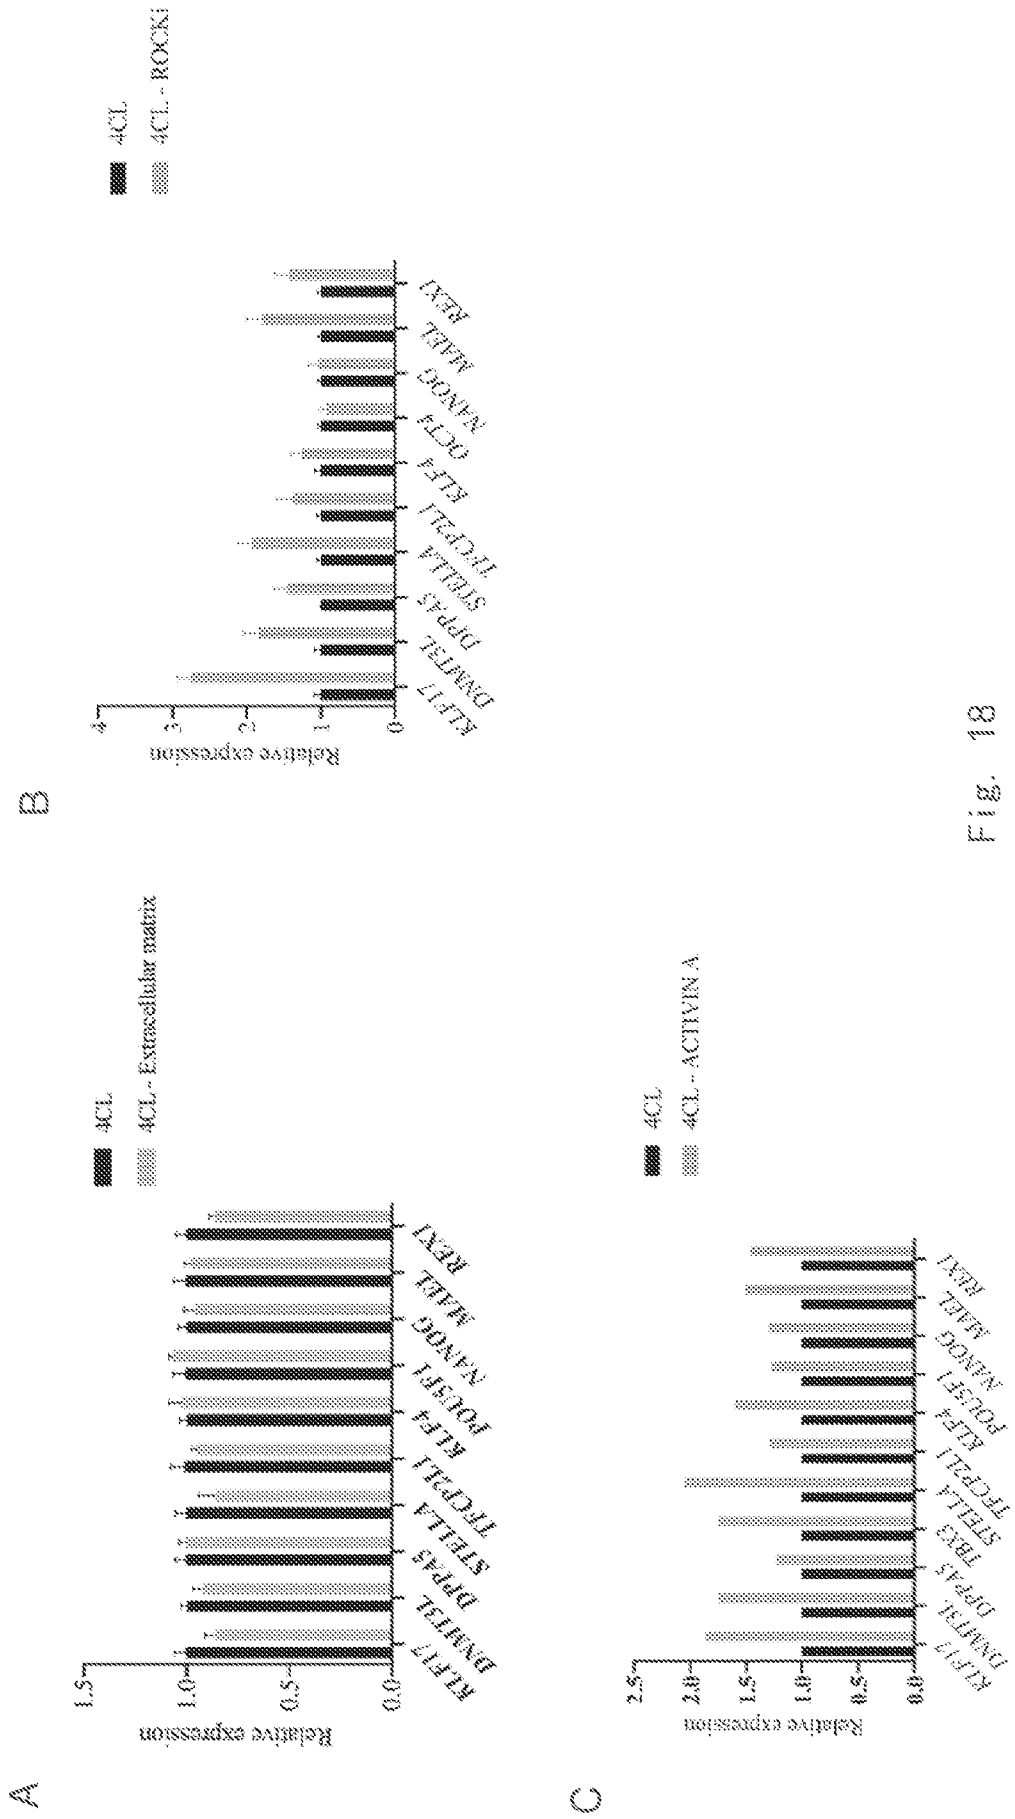 A
Relative expression
1.5
1.0
0.5
0.0
KLF17
DNMT3L
DPPA5
STELLA
TFCP2L1
KLF4
POU5F1
NANOG
MAEL
REX1
4CL
4CL - Extracellular matrix
B
Relative expression
4
3
2
1
0
KLF17
DNMT3L
DPPA5
STELLA
TFCP2L1
KLF4
OCT4
NANOG
MAEL
REX1
4CL
4CL - ROCKi
C
Relative expression
2.5
2.0
1.5
1.0
0.5
0.0
KLF17
DNMT3L
DPPA5
TBX3
STELLA
TFCP2L1
KLF4
POU5F1
NANOG
MAEL
REX1
4CL
4CL - ACTIVIN A
Fig. 18